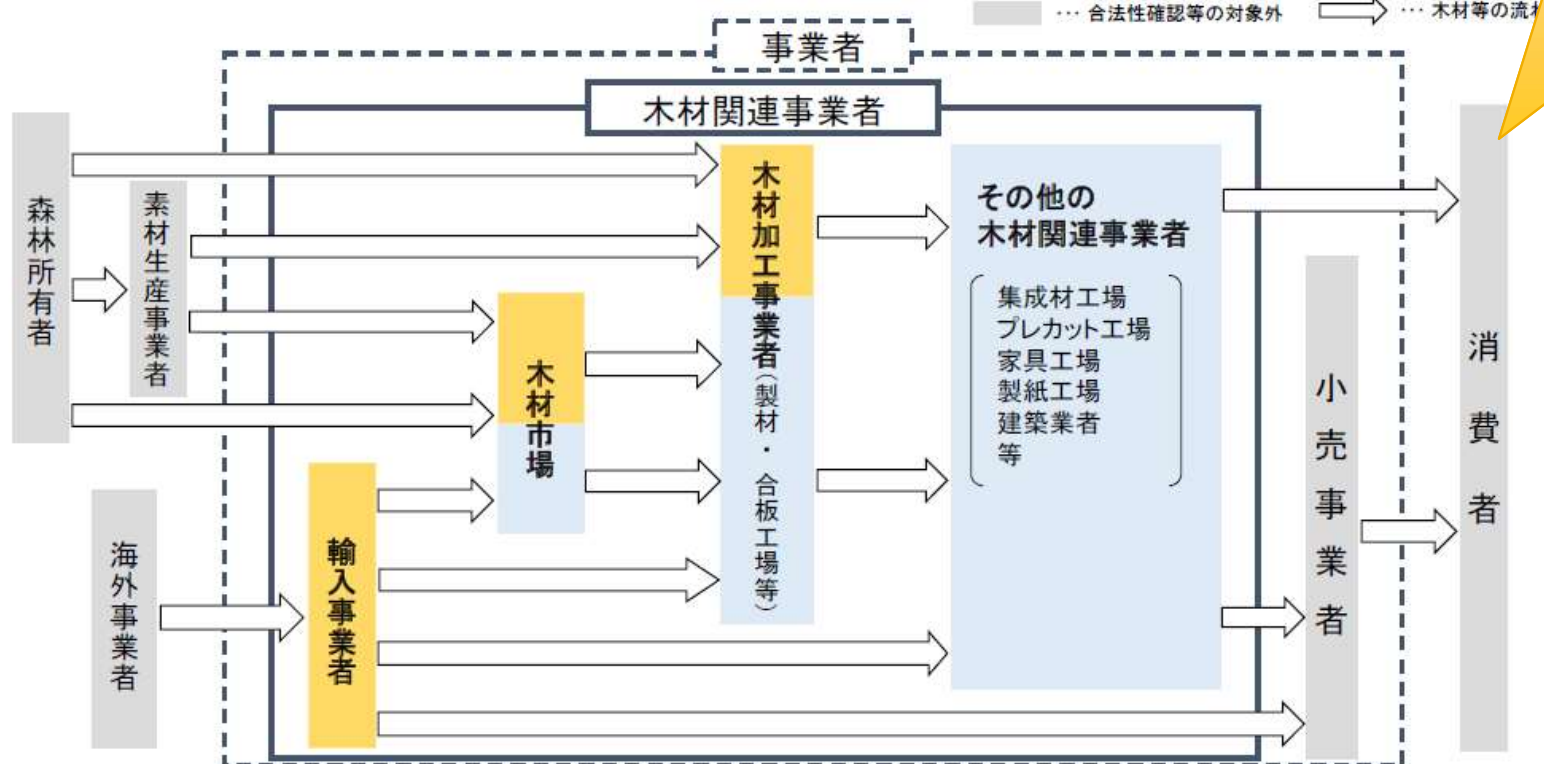 … 合法性確認等の対象外
… 木材等の流
事業者
木材関連事業者
森林所有者
素材生産事業者
海外事業者
輸入事業者
木材市場
木材加工事業者(製材・合板工場等)
その他の
木材関連事業者
集成材工場
プレカット工場
家具工場
製紙工場
建築業者
等
小売事業者
消費者